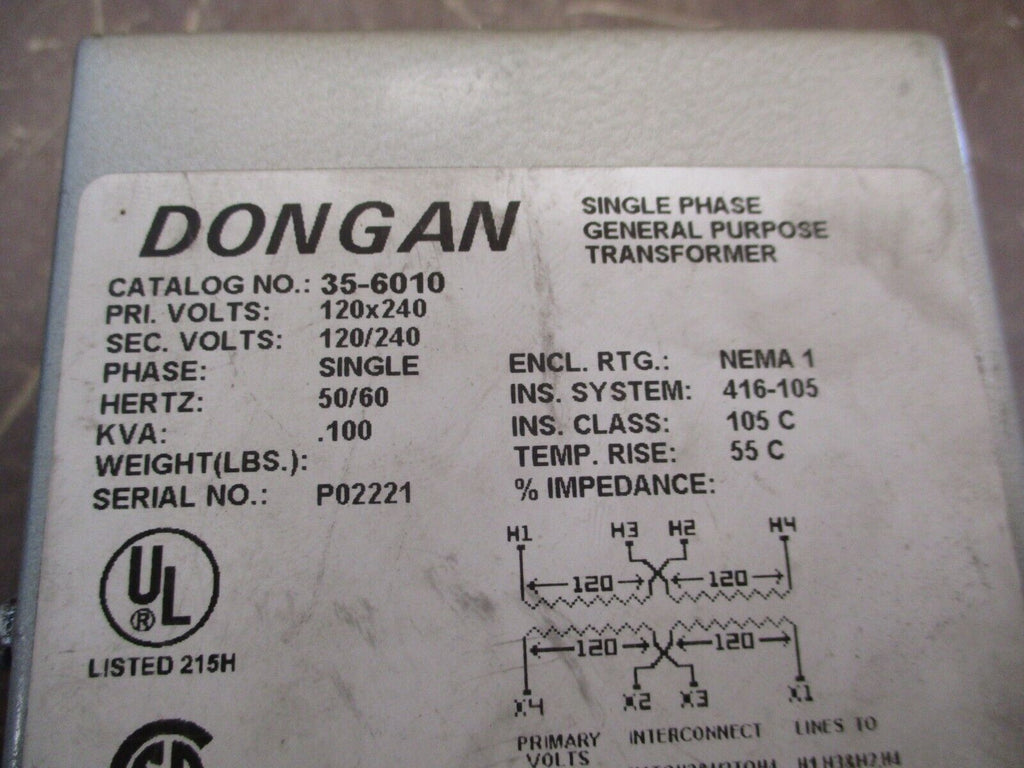 DONGAN
SINGLE PHASE
GENERAL PURPOSE
TRANSFORMER
CATALOG NO.: 35-6010
PRI. VOLTS: 120x240
SEC. VOLTS: 120/240
PHASE: SINGLE
HERTZ: 50/60
KVA: .100
WEIGHT(LBS.):
SERIAL NO.: P02221
ENCL. RTG.: NEMA 1
INS. SYSTEM: 416-105
INS. CLASS: 105 C
TEMP. RISE: 55 C
% IMPEDANCE:
UL ®
LISTED 215H
H1 H3 H2 H4
120 120
120 120
X4 X2 X3 X1
PRIMARY VOLTS INTERCONNECT LINES TO